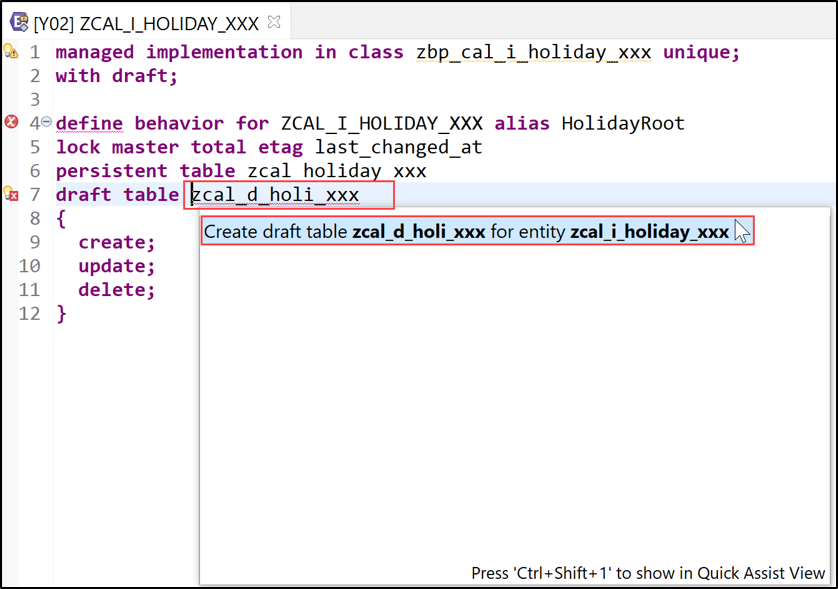 [Y02] ZCAL_I_HOLIDAY_XXX
1 managed implementation in class zbp_cal_i_holiday_xxx unique;
2 with draft;
3
4 define behavior for ZCAL_I_HOLIDAY_XXX alias HolidayRoot
5 lock master total etag last_changed_at
6 persistent table zcal_holiday_xxx
7 draft table zcal_d_holi_xxx
8 {
Create draft table zcal_d_holi_xxx for entity zcal_i_holiday_xxx
9 create;
10 update;
11 delete;
12 }
Press 'Ctrl+Shift+1' to show in Quick Assist View